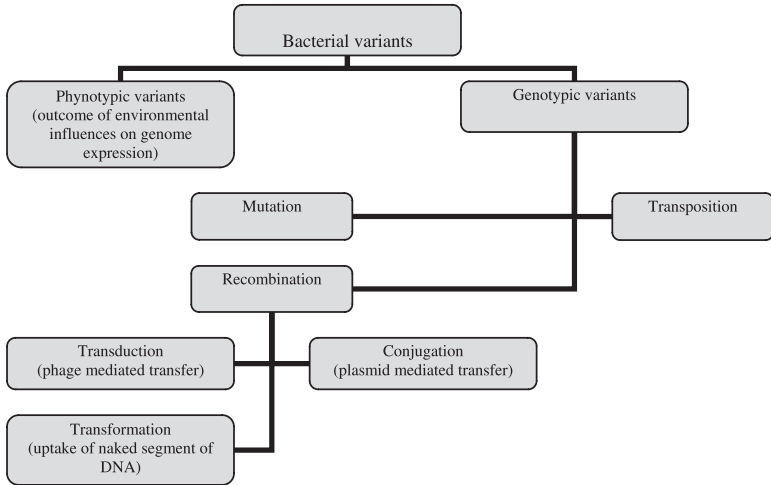 Bacterial variants
Phynotypic variants
(outcome of environmental
influences on genome
expression)
Genotypic variants
Mutation
Transposition
Recombination
Transduction
(phage mediated transfer)
Conjugation
(plasmid mediated transfer)
Transformation
(uptake of naked segment of
DNA)